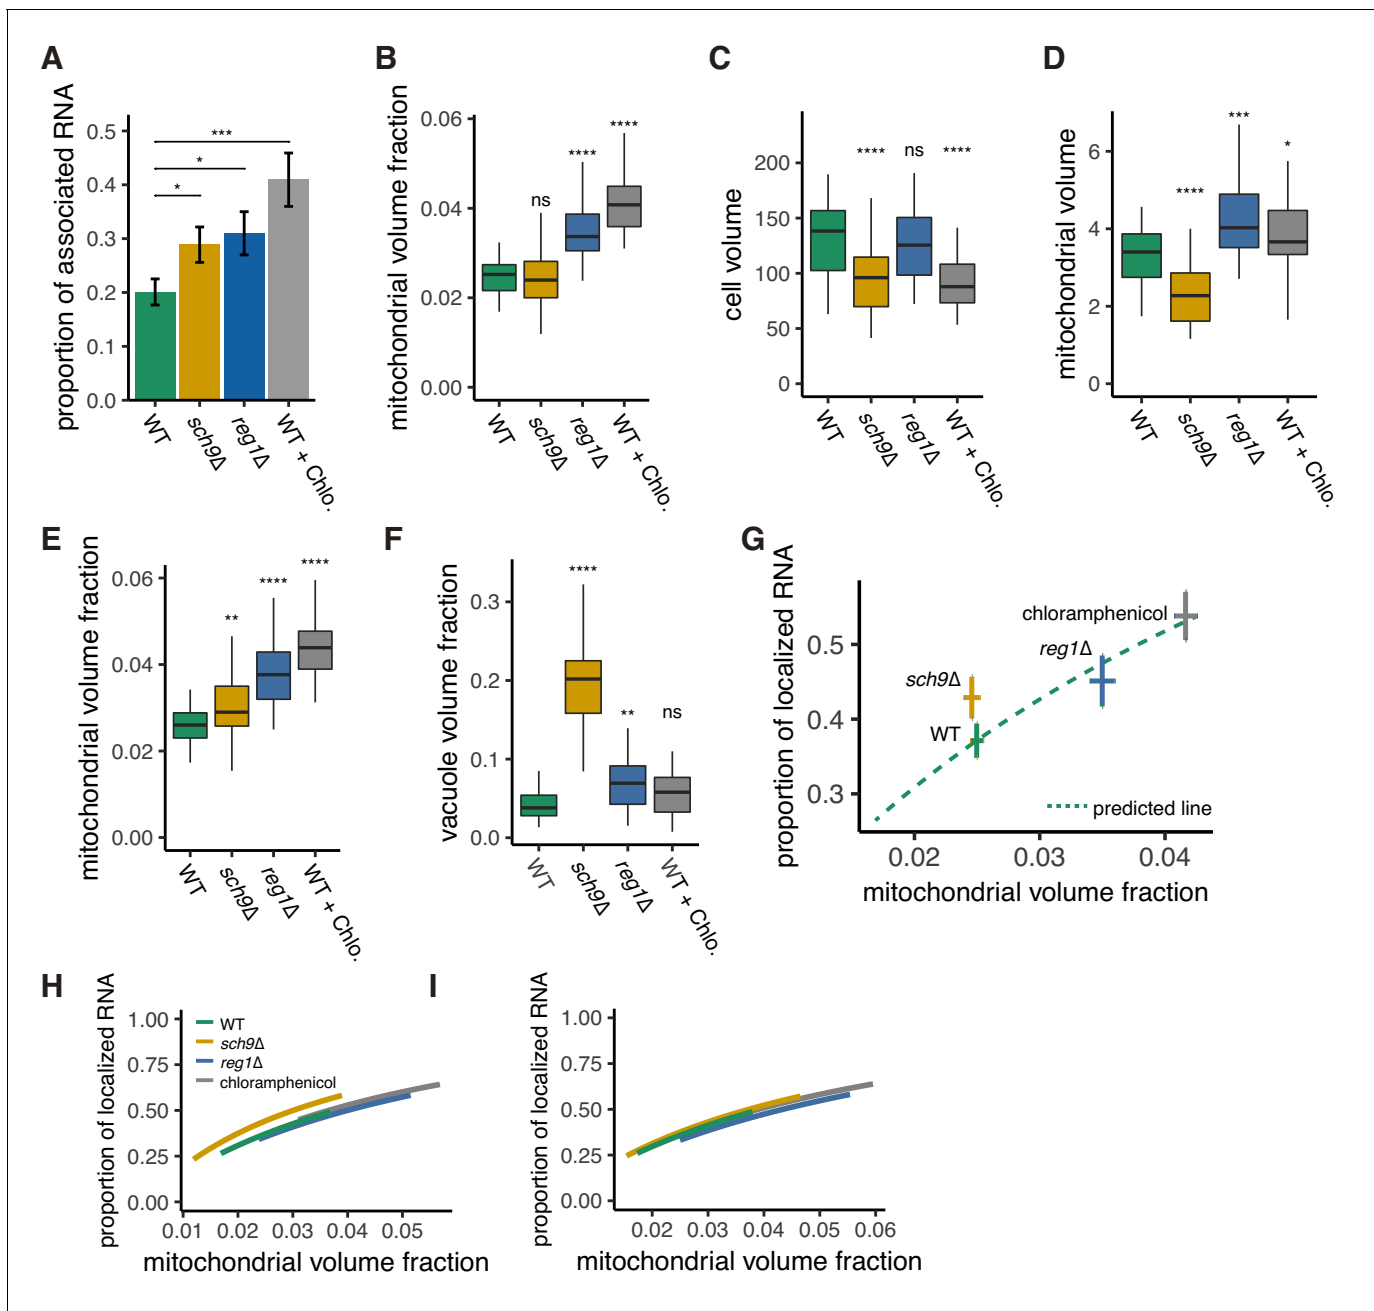 A
proportion of associated RNA
0.5
0.4
0.3
0.2
0.1
0.0
***
*
*
WT
sch9Δ
reg1Δ
WT + Chlo.
B
mitochondrial volume fraction
0.06
0.04
0.02
0.00
ns
****
****
WT
sch9Δ
reg1Δ
WT + Chlo.
C
cell volume
200
150
100
50
0
****
ns
****
WT
sch9Δ
reg1Δ
WT + Chlo.
D
mitochondrial volume
6
4
2
0
****
***
*
WT
sch9Δ
reg1Δ
WT + Chlo.
E
mitochondrial volume fraction
0.06
0.04
0.02
0.00
**
****
****
WT
sch9Δ
reg1Δ
WT + Chlo.
F
vacuole volume fraction
0.3
0.2
0.1
0.0
****
**
ns
WT
sch9Δ
reg1Δ
WT + Chlo.
G
proportion of localized RNA
0.5
0.4
0.3
chloramphenicol
reg1Δ
sch9Δ
WT
predicted line
0.02 0.03 0.04
mitochondrial volume fraction
H
proportion of localized RNA
1.00
0.75
0.50
0.25
0.00
WT
sch9Δ
reg1Δ
chloramphenicol
0.01 0.02 0.03 0.04 0.05
mitochondrial volume fraction
I
proportion of localized RNA
1.00
0.75
0.50
0.25
0.00
0.02 0.03 0.04 0.05 0.06
mitochondrial volume fraction